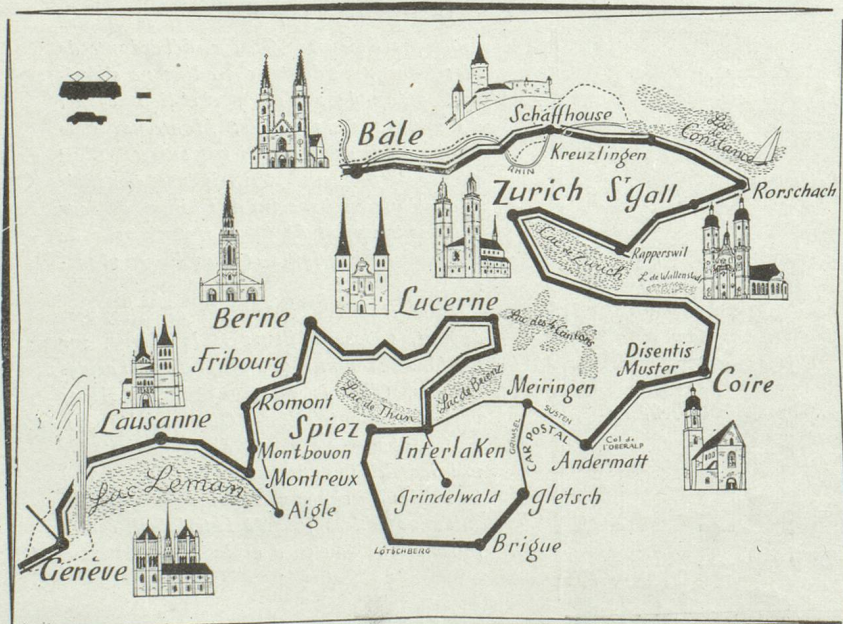 Bâle
Schaffhouse
RHIN
Kreuzlingen
Lac de Constance
Zurich
St Gall
Rorschach
Lac de Zurich
Rapperswil
L. de Wallenstadt
Lucerne
Lac des 4 Cantons
Berne
Fribourg
Disentis
Muster
Coire
Lac de Thun
Lac de Brienz
Meiringen
SUSTEN
Romont
Lausanne
Spiez
Interlaken
GRIMSEL
CAR POSTAL
Col de
l'OBERALP
Andermatt
Montbovon
Montreux
Lac Léman
Aigle
Grindelwald
Gletsch
LÖTSCHBERG
Brigue
Genève